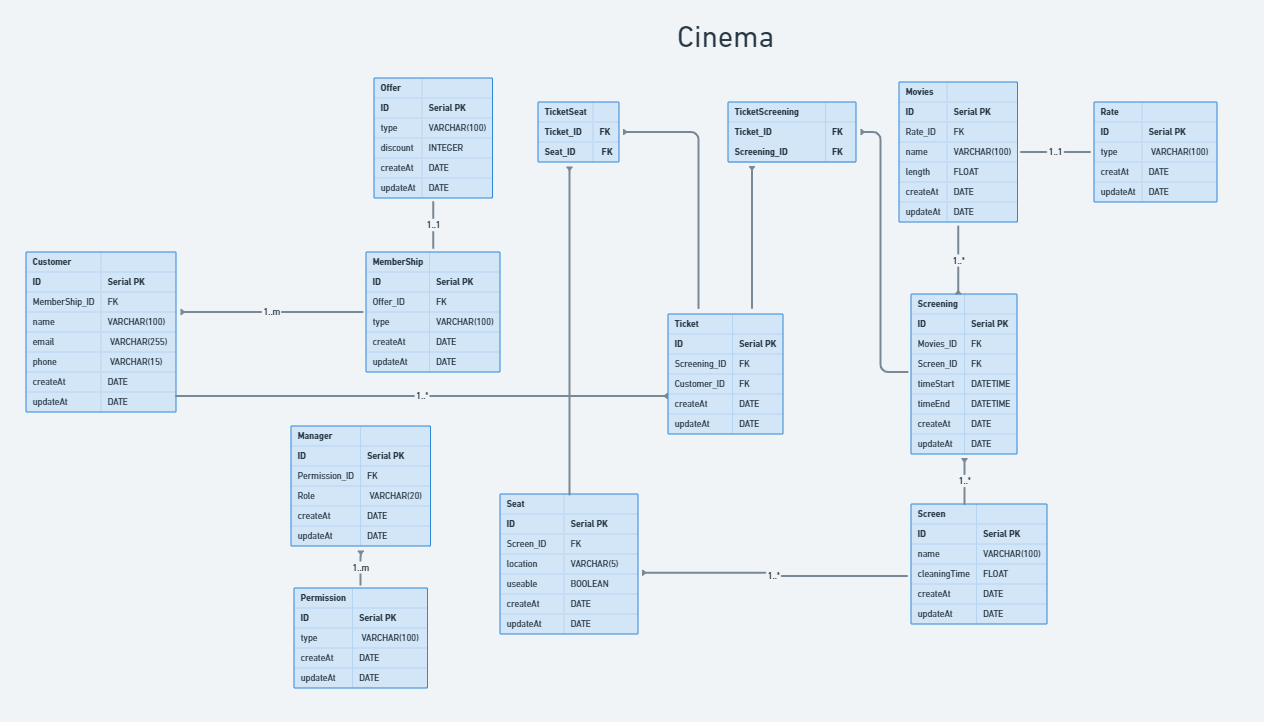 Cinema
Offer
ID Serial PK
type VARCHAR(100)
discount INTEGER
createAt DATE
updateAt DATE
TicketSeat
Ticket_ID FK
Seat_ID FK
TicketScreening
Ticket_ID FK
Screening_ID FK
Movies
ID Serial PK
Rate_ID FK
name VARCHAR(100)
length FLOAT
createAt DATE
updateAt DATE
1..1
Rate
ID Serial PK
type VARCHAR(100)
creatAt DATE
updateAt DATE
1..1
1..*
Customer
ID Serial PK
MemberShip_ID FK
name VARCHAR(100)
email VARCHAR(255)
phone VARCHAR(15)
createAt DATE
updateAt DATE
1..m
MemberShip
ID Serial PK
Offer_ID FK
type VARCHAR(100)
createAt DATE
updateAt DATE
1..*
Ticket
ID Serial PK
Screening_ID FK
Customer_ID FK
createAt DATE
updateAt DATE
Screening
ID Serial PK
Movies_ID FK
Screen_ID FK
timeStart DATETIME
timeEnd DATETIME
createAt DATE
updateAt DATE
1..*
Manager
ID Serial PK
Permission_ID FK
Role VARCHAR(20)
createAt DATE
updateAt DATE
1..m
Permission
ID Serial PK
type VARCHAR(100)
createAt DATE
updateAt DATE
Seat
ID Serial PK
Screen_ID FK
location VARCHAR(5)
useable BOOLEAN
createAt DATE
updateAt DATE
1..*
Screen
ID Serial PK
name VARCHAR(100)
cleaningTime FLOAT
createAt DATE
updateAt DATE